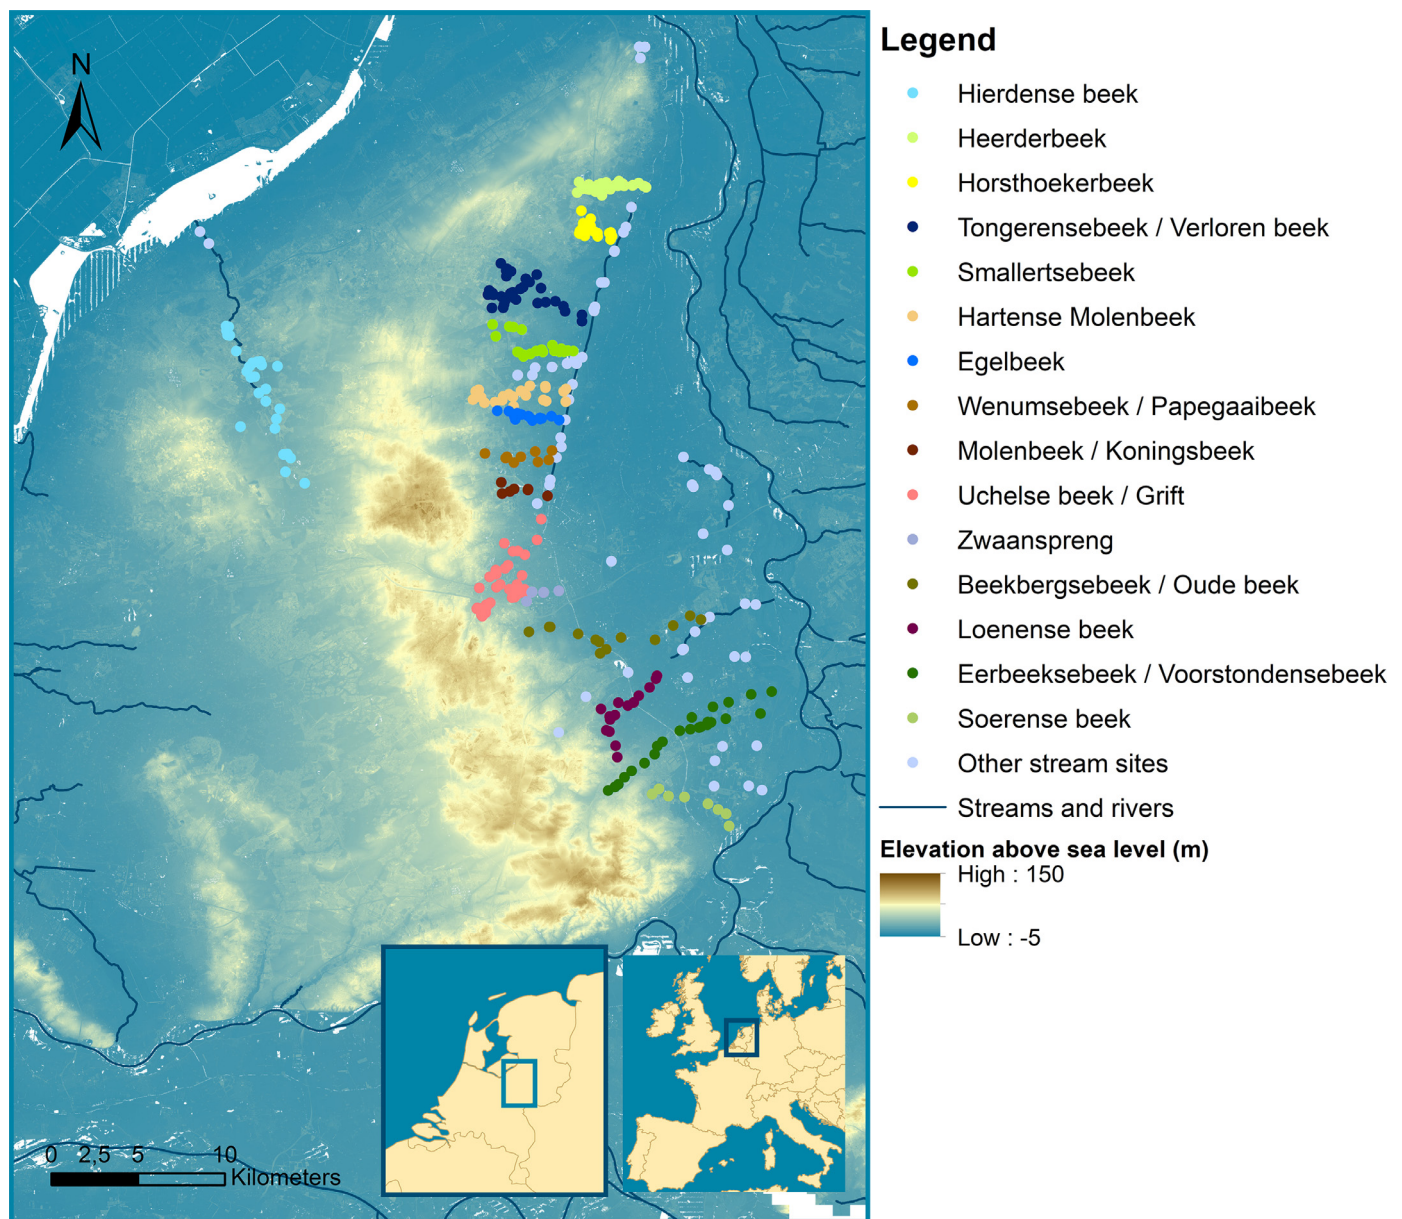 N
Legend
Hierdense beek
Heerderbeek
Horsthoekerbeek
Tongerensebeek / Verloren beek
Smallertsebeek
Hartense Molenbeek
Egelbeek
Wenumsebeek / Papegaaibeek
Molenbeek / Koningsbeek
Uchelse beek / Grift
Zwaanspreng
Beekbergsebeek / Oude beek
Loenense beek
Eerbeeksebeek / Voorstondensebeek
Soerense beek
Other stream sites
Streams and rivers
Elevation above sea level (m)
High : 150
Low : -5
0 2,5 5 10
Kilometers